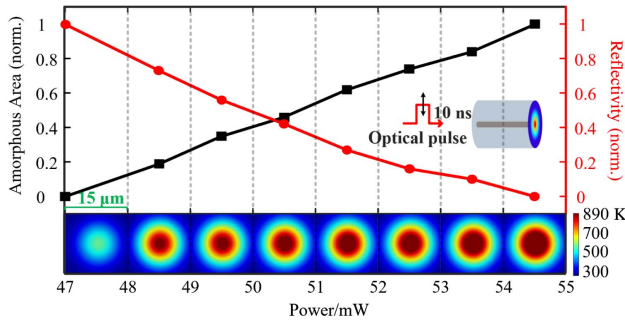 1
0.8
0.6
0.4
0.2
0
Amorphous Area (norm.)
1
0.8
0.6
0.4
0.2
0
Reflectivity (norm.)
10 ns
Optical pulse
15 μm
890 K
700
500
300
47 48 49 50 51 52 53 54 55
Power/mW